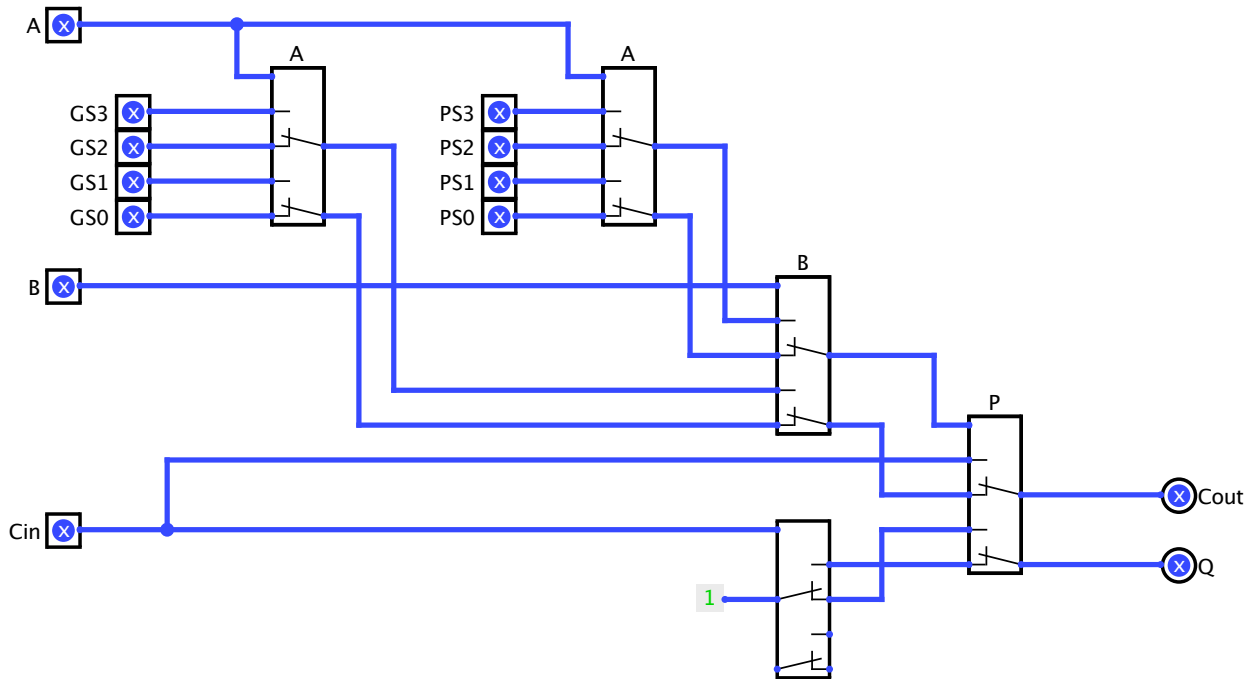 A x
A A
GS3 x PS3 x
GS2 x PS2 x
GS1 x PS1 x
GS0 x PS0 x
B x B
P
x Cout
Cin x
x Q
1